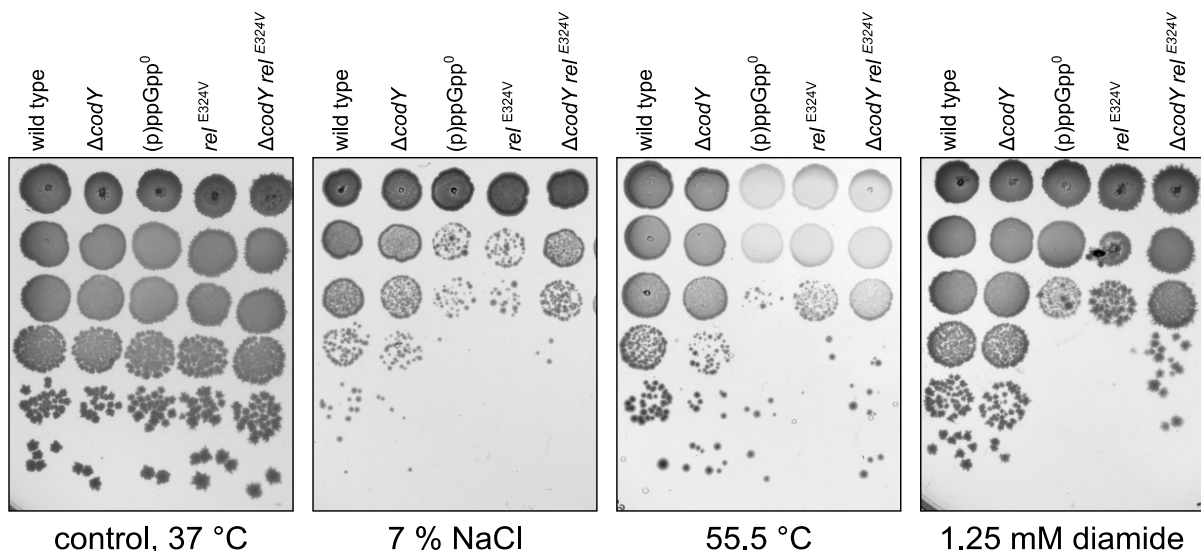 wild type ΔcodY (p)ppGpp⁰ rel E324V ΔcodY rel E324V
wild type ΔcodY (p)ppGpp⁰ rel E324V ΔcodY rel E324V
wild type ΔcodY (p)ppGpp⁰ rel E324V ΔcodY rel E324V
wild type ΔcodY (p)ppGpp⁰ rel E324V ΔcodY rel E324V
control, 37 °C
7 % NaCl
55,5 °C
1,25 mM diamide